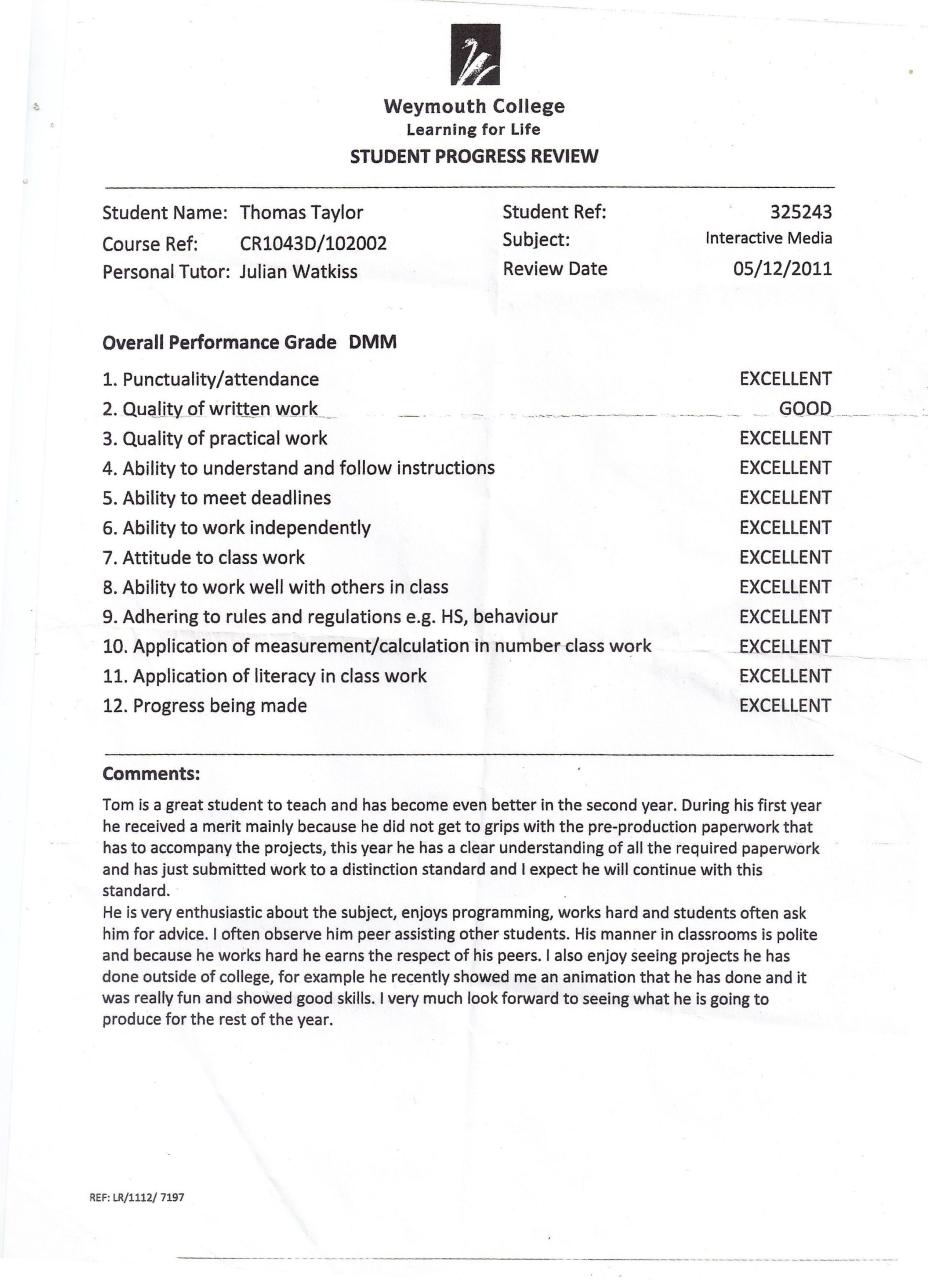 Weymouth College
Learning for Life
STUDENT PROGRESS REVIEW
Student Name: Thomas Taylor
Student Ref: 325243
Course Ref: CR1043D/102002
Subject: Interactive Media
Personal Tutor: Julian Watkiss
Review Date 05/12/2011
Overall Performance Grade DMM
1. Punctuality/attendance EXCELLENT
2. Quality of written work GOOD
3. Quality of practical work EXCELLENT
4. Ability to understand and follow instructions EXCELLENT
5. Ability to meet deadlines EXCELLENT
6. Ability to work independently EXCELLENT
7. Attitude to class work EXCELLENT
8. Ability to work well with others in class EXCELLENT
9. Adhering to rules and regulations e.g. HS, behaviour EXCELLENT
10. Application of measurement/calculation in number class work EXCELLENT
11. Application of literacy in class work EXCELLENT
12. Progress being made EXCELLENT
Comments:
Tom is a great student to teach and has become even better in the second year. During his first year
he received a merit mainly because he did not get to grips with the pre-production paperwork that
has to accompany the projects, this year he has a clear understanding of all the required paperwork
and has just submitted work to a distinction standard and I expect he will continue with this
standard.
He is very enthusiastic about the subject, enjoys programming, works hard and students often ask
him for advice. I often observe him peer assisting other students. His manner in classrooms is polite
and because he works hard he earns the respect of his peers. I also enjoy seeing projects he has
done outside of college, for example he recently showed me an animation that he has done and it
was really fun and showed good skills. I very much look forward to seeing what he is going to
produce for the rest of the year.
REF: LR/1112/ 7197